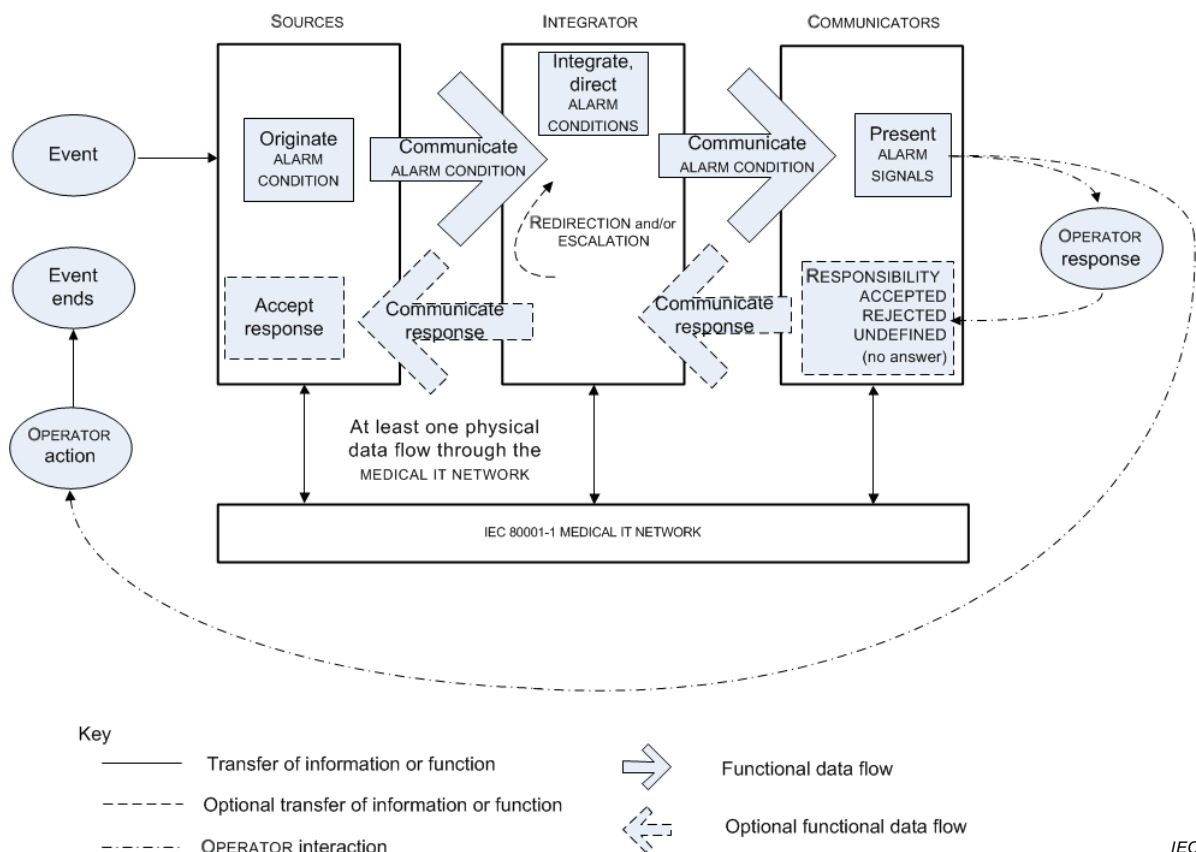 SOURCES
INTEGRATOR
COMMUNICATORS
Event
Originate
ALARM
CONDITION
Communicate
ALARM CONDITION
Integrate,
direct
ALARM
CONDITIONS
Communicate
ALARM CONDITION
Present
ALARM
SIGNALS
REDIRECTION and/or
ESCALATION
OPERATOR
response
Event
ends
Accept
response
Communicate
response
Communicate
response
RESPONSIBILITY
ACCEPTED
REJECTED
UNDEFINED
(no answer)
OPERATOR
action
At least one physical
data flow through the
MEDICAL IT NETWORK
IEC 80001-1 MEDICAL IT NETWORK
Key
Transfer of information or function
Functional data flow
Optional transfer of information or function
Optional functional data flow
OPERATOR interaction
IEC